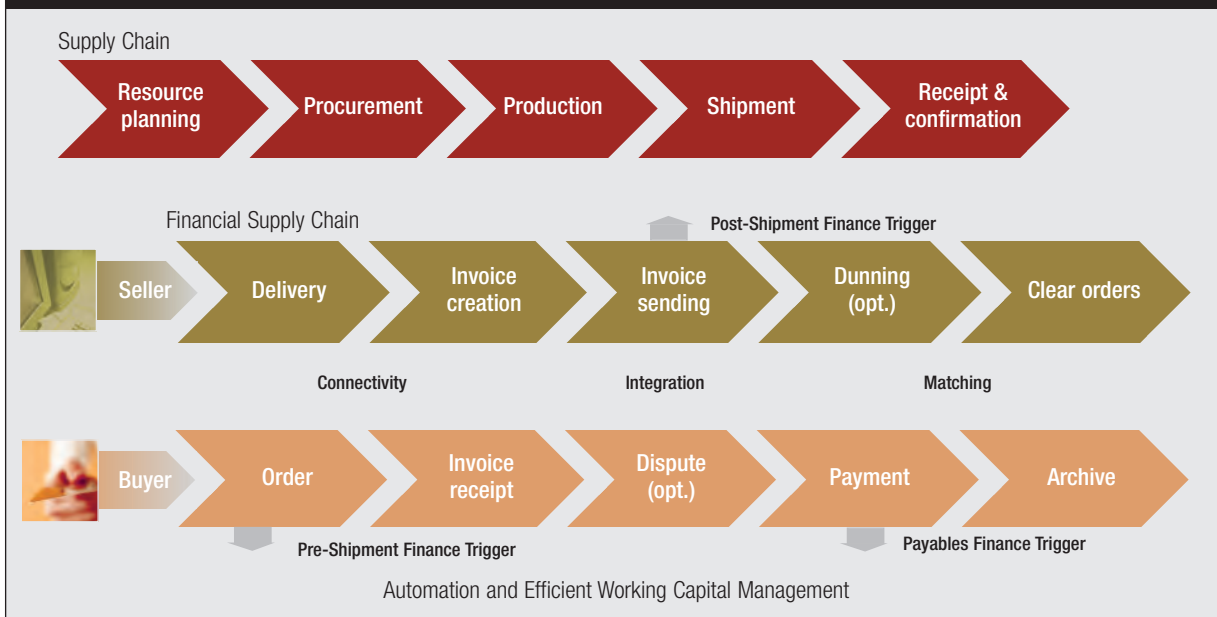 Supply Chain
Resource
planning
Procurement
Production
Shipment
Receipt &
confirmation
Financial Supply Chain
Post-Shipment Finance Trigger
Seller
Delivery
Invoice
creation
Invoice
sending
Dunning
(opt.)
Clear orders
Connectivity
Integration
Matching
Buyer
Order
Invoice
receipt
Dispute
(opt.)
Payment
Archive
Pre-Shipment Finance Trigger
Payables Finance Trigger
Automation and Efficient Working Capital Management